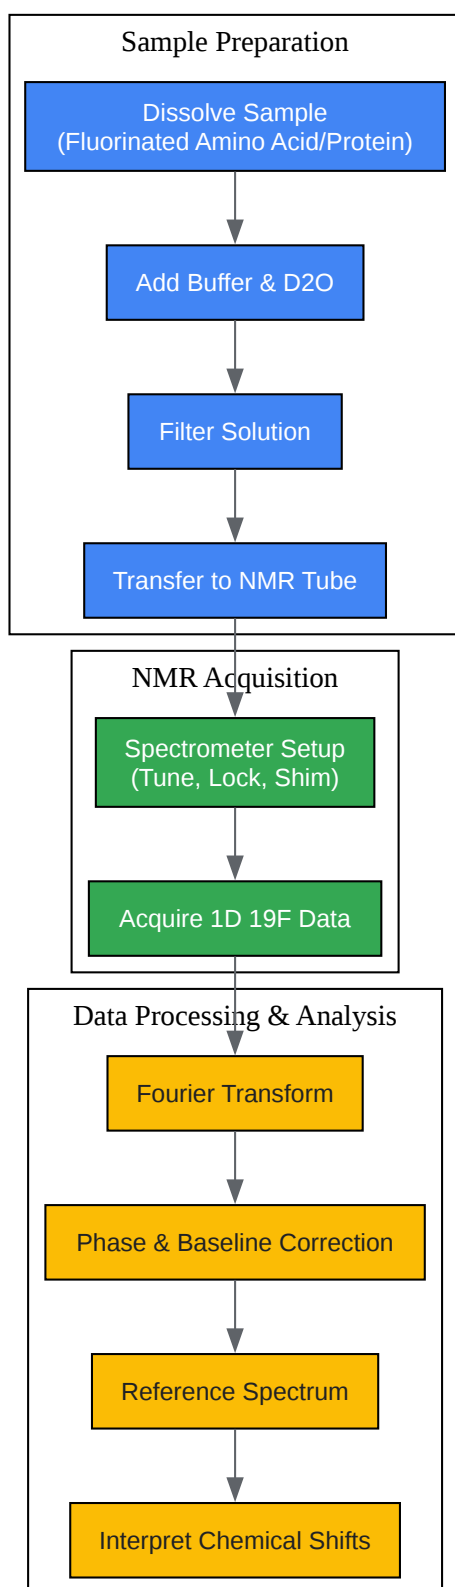 Sample Preparation
Dissolve Sample
(Fluorinated Amino Acid/Protein)
Add Buffer & D2O
Filter Solution
Transfer to NMR Tube
NMR Acquisition
Spectrometer Setup
(Tune, Lock, Shim)
Acquire 1D 19F Data
Data Processing & Analysis
Fourier Transform
Phase & Baseline Correction
Reference Spectrum
Interpret Chemical Shifts